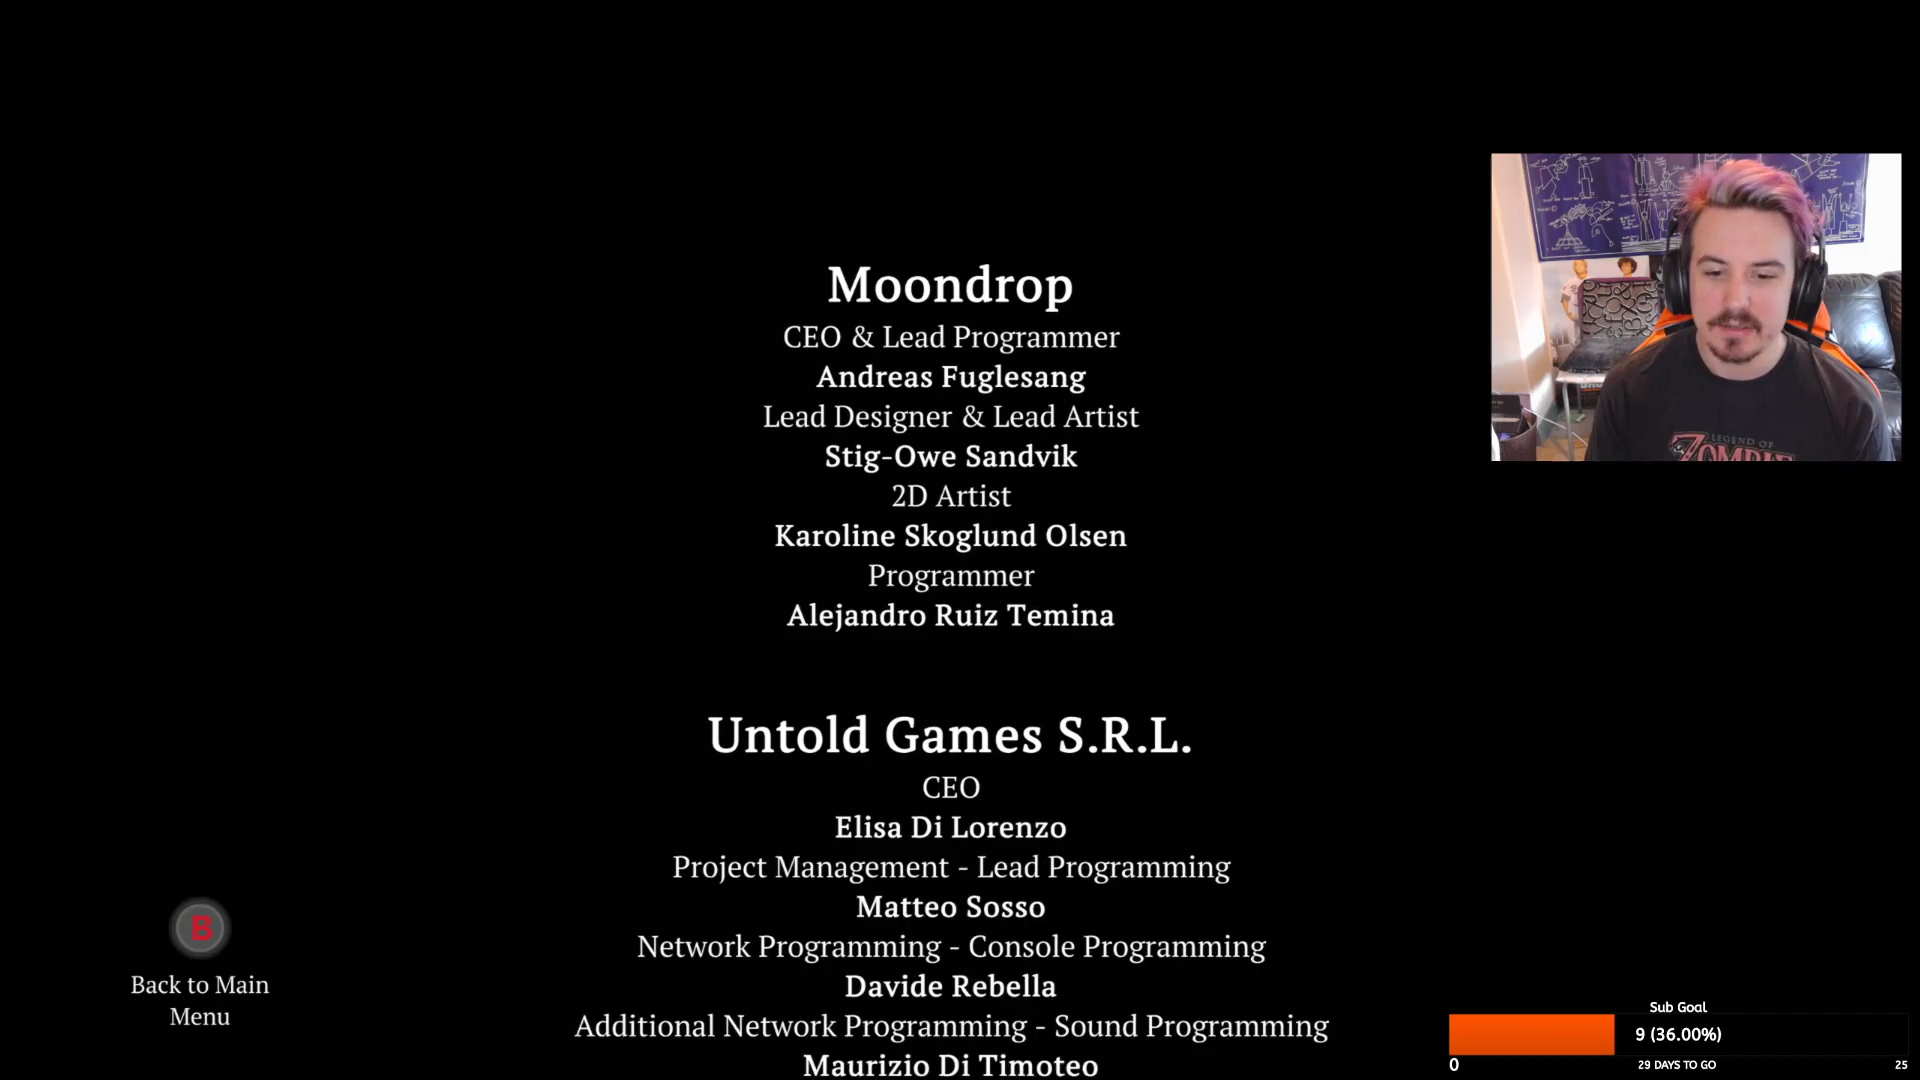 Moondrop
CEO & Lead Programmer
Andreas Fuglesang
Lead Designer & Lead Artist
Stig-Owe Sandvik
2D Artist
Karoline Skoglund Olsen
Programmer
Alejandro Ruiz Temina
Untold Games S.R.L.
CEO
Elisa Di Lorenzo
Project Management - Lead Programming
Matteo Sosso
Network Programming - Console Programming
Davide Rebella
Additional Network Programming - Sound Programming
Maurizio Di Timoteo
B
Back to Main
Menu
LEGEND OF
ZOMBIE
Sub Goal
9 (36.00%)
0
29 DAYS TO GO
25